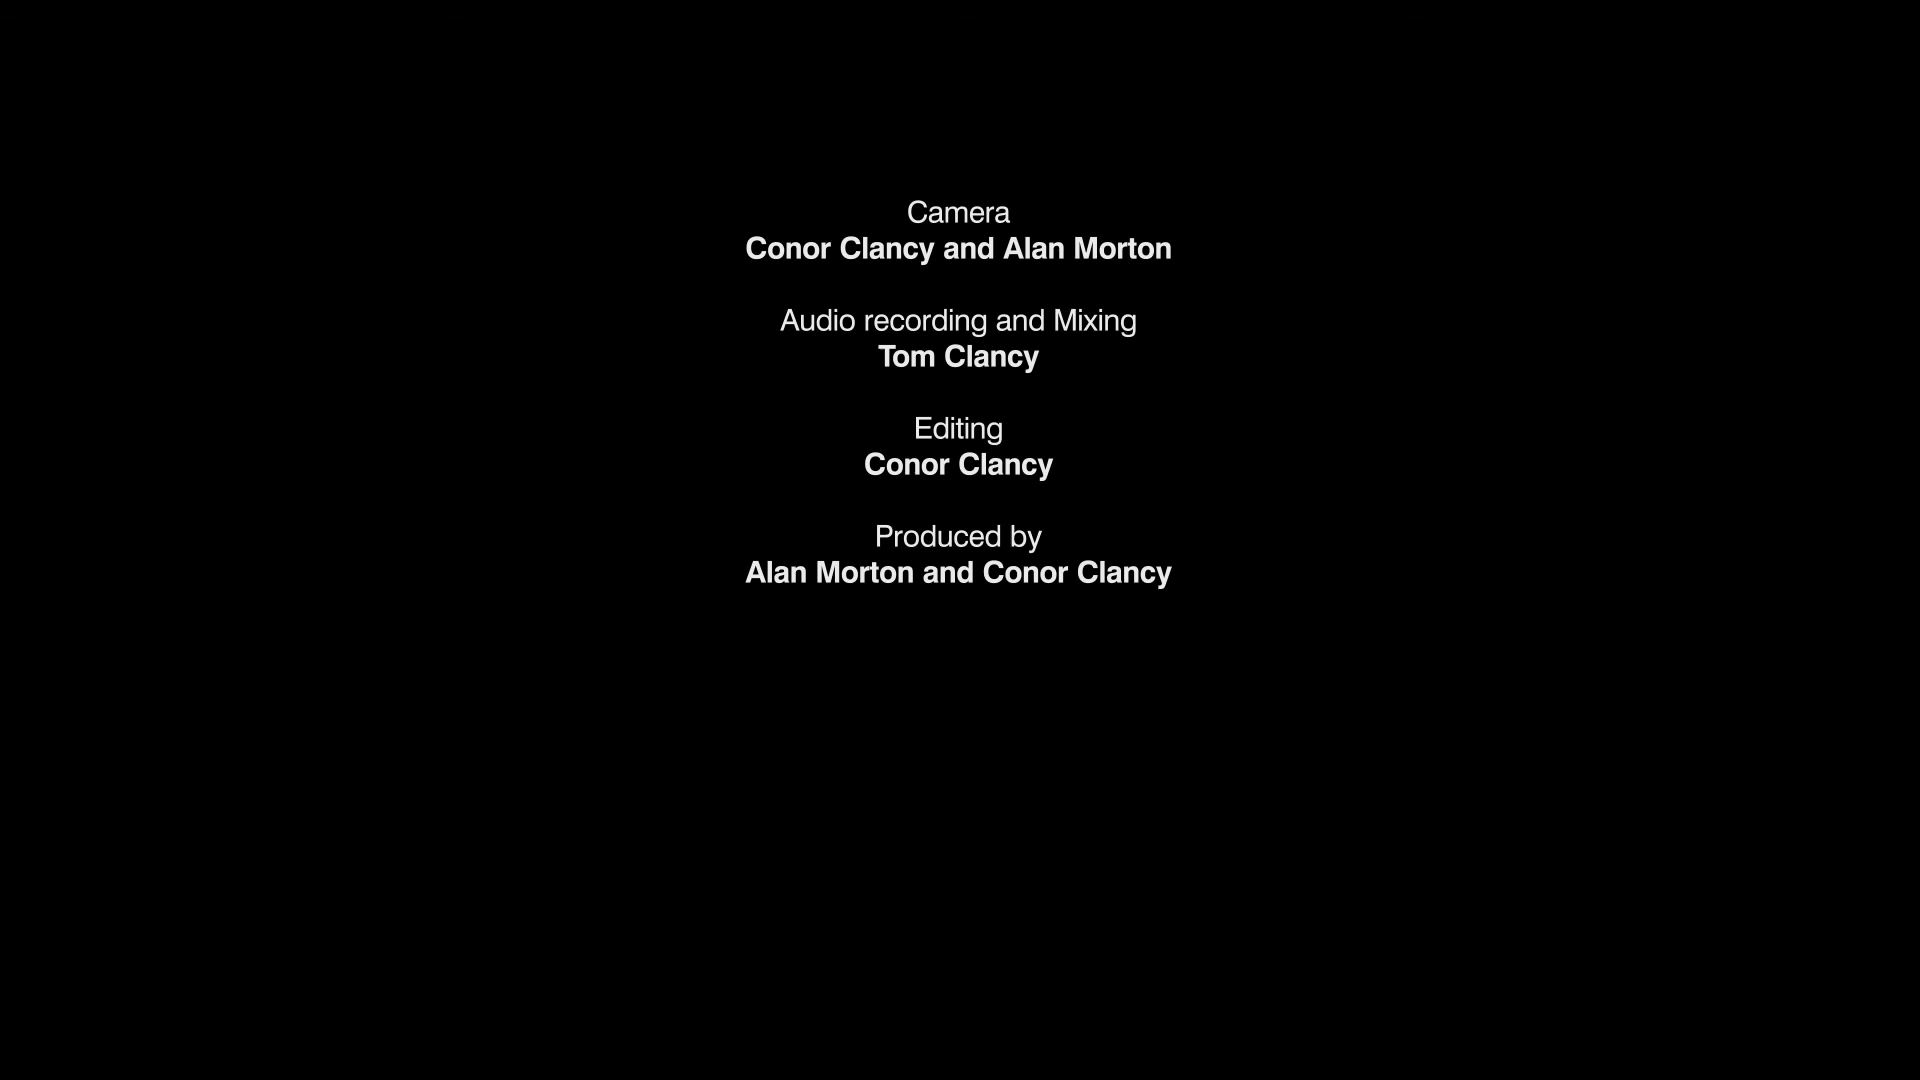 Camera
Conor Clancy and Alan Morton
Audio recording and Mixing
Tom Clancy
Editing
Conor Clancy
Produced by
Alan Morton and Conor Clancy